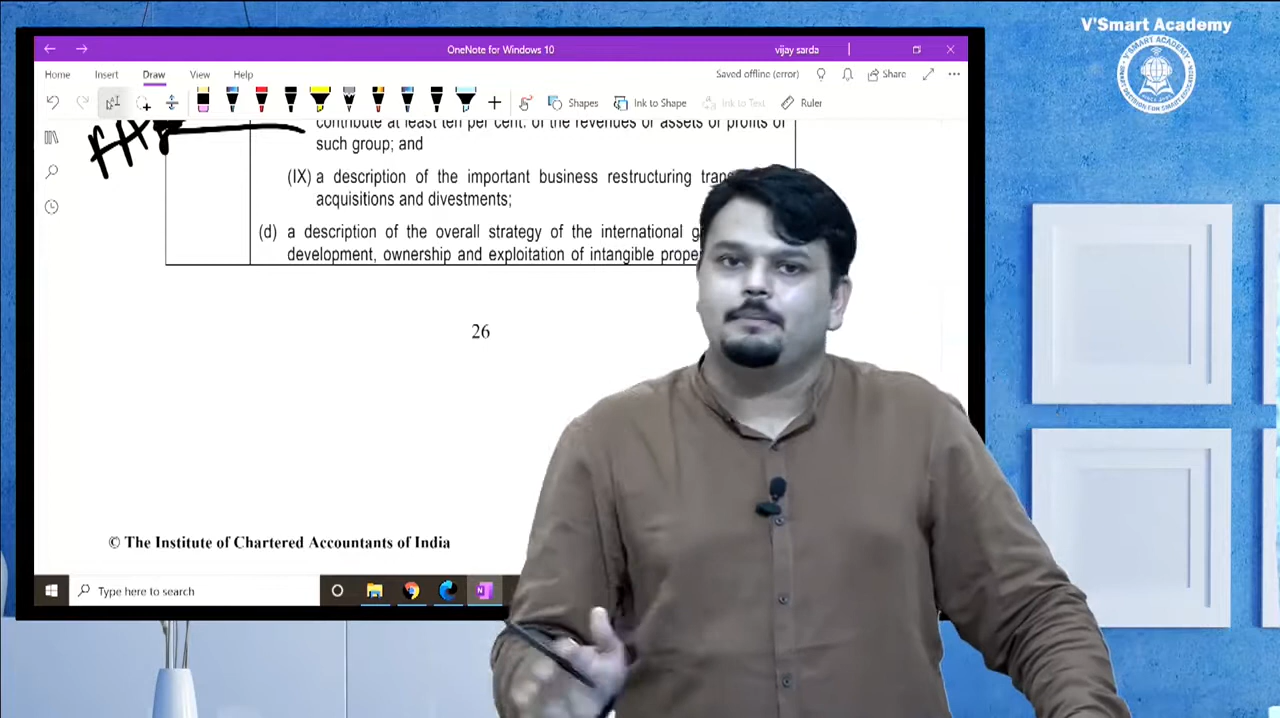 V'Smart Academy
V'SMART ACADEMY
OneNote for Windows 10
vijay sarda
Home
Insert
Draw
View
Help
Saved offline (error)
Share
Shapes
Ink to Shape
Ink to Text
Ruler
contribute at least ten per cent. of the revenues or assets or profits of
such group; and
(IX) a description of the important business restructuring
acquisitions and divestments;
(d) a description of the overall strategy of the international
development, ownership and exploitation of intangible
26
© The Institute of Chartered Accountants of India
Type here to search